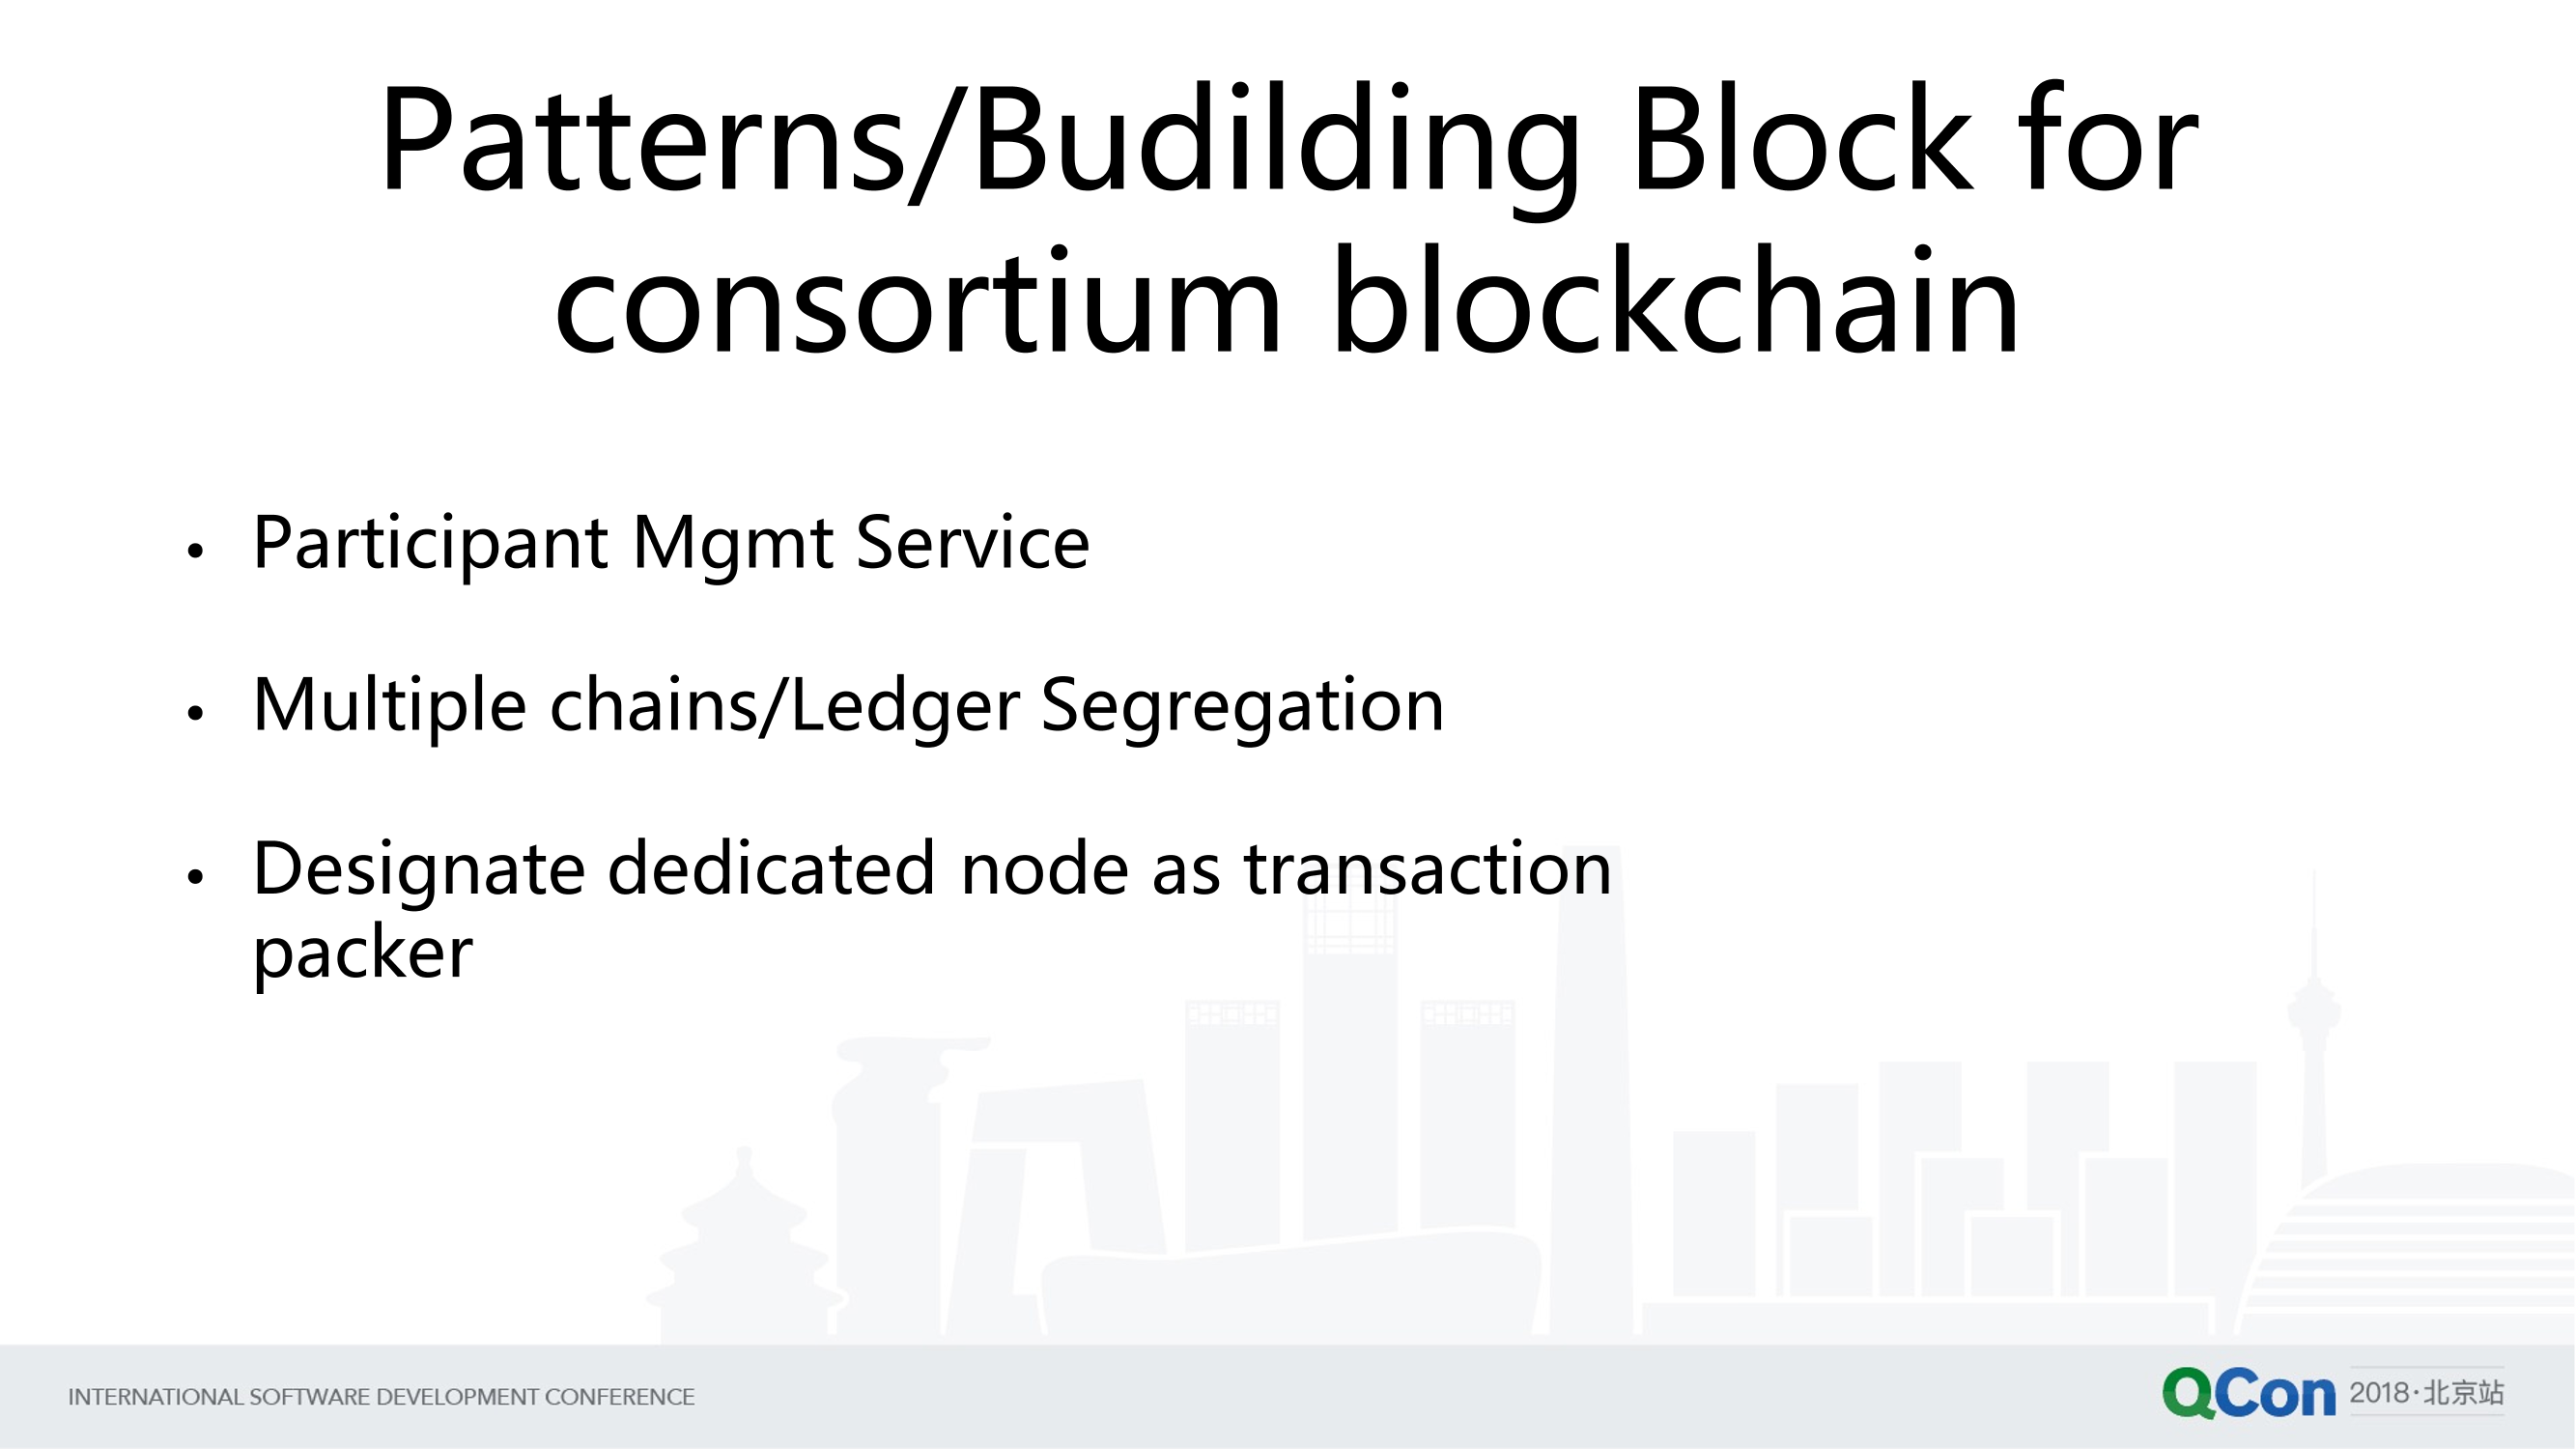 Patterns/Budilding Block for
consortium blockchain
• Participant Mgmt Service
• Multiple chains/Ledger Segregation
• Designate dedicated node as transaction
packer
INTERNATIONAL SOFTWARE DEVELOPMENT CONFERENCE
QCon 2018·北京站